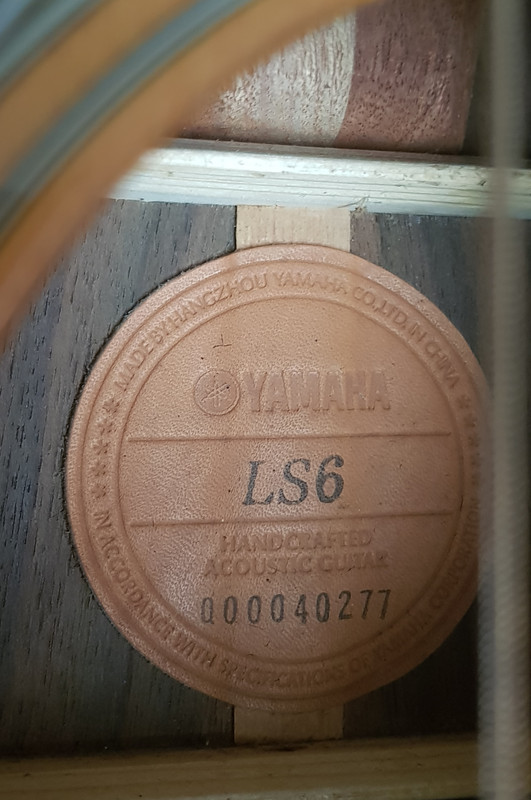 MADE BY HANGZHOU YAMAHA CO.,LTD.IN CHINA
YAMAHA
LS6
HANDCRAFTED
ACOUSTIC GUITAR
QQ0040277
IN ACCORDANCE WITH SPECIFICATIONS OF YAMAHA CORPORATION